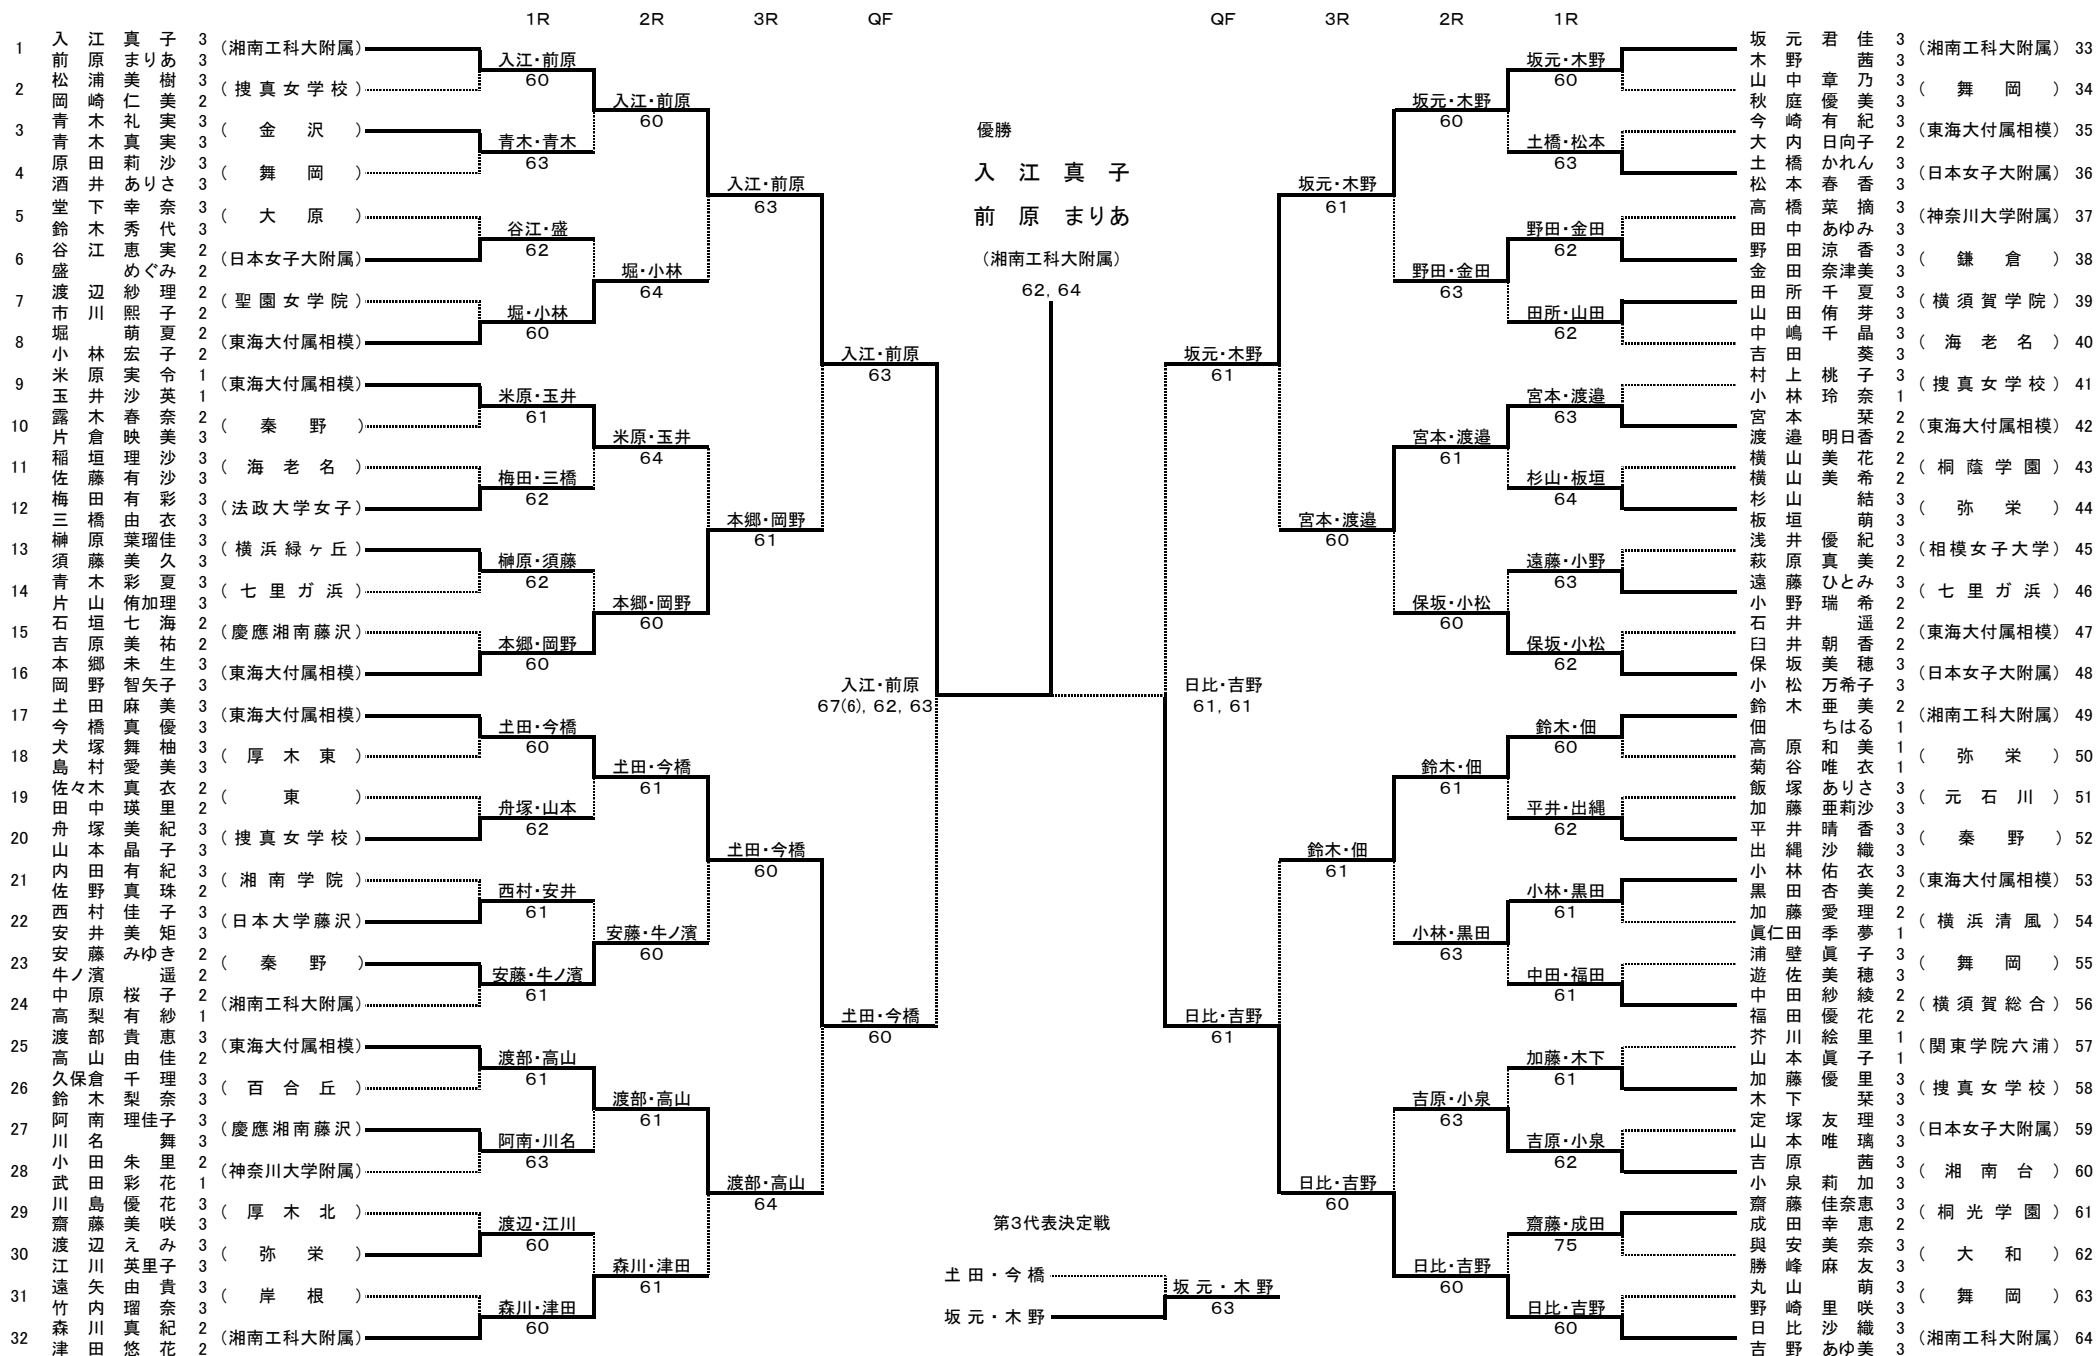 1R 2R 3R QF QF 3R 2R 1R
1 入江真子 3 前原まりあ 3 (湘南工科大附属)
2 松浦美樹 3 岡崎仁美 2 (捜真女学校)
3 青木礼実 3 青木真実 3 (金沢)
4 原田莉沙 3 酒井ありさ 3 (舞岡)
5 堂下幸奈 3 鈴木秀代 3 (大原)
6 谷江恵実 2 盛めぐみ 2 (日本女子大附属)
7 渡辺紗理 2 市川熙子 2 (聖園女学院)
8 堀萌夏 2 小林宏子 2 (東海大付属相模)
9 米原実令 1 玉井沙英 1 (東海大付属相模)
10 露木春奈 2 片倉映美 3 (秦野)
11 稲垣理沙 3 佐藤有沙 3 (海老名)
12 梅田有彩 3 三橋由衣 3 (法政大学女子)
13 榊原葉瑠佳 3 須藤美久 3 (横浜緑ヶ丘)
14 青木彩夏 3 片山侑加理 3 (七里ガ浜)
15 石垣七海 2 吉原美祐 2 (慶應湘南藤沢)
16 本郷未生 3 岡野智矢子 3 (東海大付属相模)
17 圡田麻美 3 今橋真優 3 (東海大付属相模)
18 犬塚舞柚 3 島村愛美 3 (厚木東)
19 佐々木真衣 2 田中瑛里 2 (東)
20 舟塚美紀 3 山本晶子 3 (捜真女学校)
21 内田有紀 3 佐野真珠 2 (湘南学院)
22 西村佳子 3 安井美矩 3 (日本大学藤沢)
23 安藤みゆき 2 牛ノ濱遥 2 (秦野)
24 中原桜子 2 高梨有紗 1 (湘南工科大附属)
25 渡部貴恵 3 高山由佳 2 (東海大付属相模)
26 久保倉千理 3 鈴木梨奈 3 (百合丘)
27 阿南理佳子 3 川名舞 3 (慶應湘南藤沢)
28 小田朱里 2 武田彩花 1 (神奈川大学附属)
29 川島優花 3 齋藤美咲 3 (厚木北)
30 渡辺えみ 3 江川英里子 3 (弥栄)
31 遠矢由貴 3 竹内瑠奈 3 (岸根)
32 森川真紀 2 津田悠花 2 (湘南工科大附属)
入江・前原 60
青木・青木 63
谷江・盛 62
堀・小林 60
米原・玉井 61
梅田・三橋 62
榊原・須藤 62
本郷・岡野 60
圡田・今橋 60
舟塚・山本 62
西村・安井 61
安藤・牛ノ濱 61
渡部・高山 61
阿南・川名 63
渡辺・江川 60
森川・津田 60
入江・前原 60
堀・小林 64
米原・玉井 64
本郷・岡野 60
圡田・今橋 61
安藤・牛ノ濱 60
渡部・高山 61
森川・津田 61
入江・前原 63
本郷・岡野 61
圡田・今橋 60
渡部・高山 64
入江・前原 63
圡田・今橋 60
入江・前原
67(6), 62, 63
優勝
入江真子
前原まりあ
(湘南工科大附属)
62, 64
日比・吉野
61, 61
坂元・木野 61
日比・吉野 61
坂元・木野 61
宮本・渡邉 60
鈴木・佃 61
日比・吉野 60
坂元・木野 60
野田・金田 63
宮本・渡邉 61
保坂・小松 60
鈴木・佃 61
小林・黒田 63
吉原・小泉 63
日比・吉野 60
坂元・木野 60
土橋・松本 63
野田・金田 62
田所・山田 62
宮本・渡邉 63
杉山・板垣 64
遠藤・小野 63
保坂・小松 62
鈴木・佃 60
平井・出縄 62
小林・黒田 61
中田・福田 61
加藤・木下 61
吉原・小泉 62
齋藤・成田 75
日比・吉野 60
坂元君佳 3 木野茜 3 (湘南工科大附属) 33
山中章乃 3 秋庭優美 3 (舞岡) 34
今崎有紀 3 大内日向子 2 (東海大付属相模) 35
土橋かれん 3 松本春香 3 (日本女子大附属) 36
高橋菜摘 3 田中あゆみ 3 (神奈川大学附属) 37
野田涼香 3 金田奈津美 3 (鎌倉) 38
田所千夏 3 山田侑芽 3 (横須賀学院) 39
中嶋千晶 3 吉田葵 3 (海老名) 40
村上桃子 3 小林玲奈 1 (捜真女学校) 41
宮本栞 2 渡邉明日香 2 (東海大付属相模) 42
横山美花 2 横山美希 2 (桐蔭学園) 43
杉山結 3 板垣萌 3 (弥栄) 44
浅井優紀 3 萩原真美 2 (相模女子大学) 45
遠藤ひとみ 3 小野瑞希 2 (七里ガ浜) 46
石井遥 2 臼井朝香 2 (東海大付属相模) 47
保坂美穂 3 小松万希子 3 (日本女子大附属) 48
鈴木亜美 2 佃ちはる 1 (湘南工科大附属) 49
高原和美 1 菊谷唯衣 1 (弥栄) 50
飯塚ありさ 3 加藤亜莉沙 3 (元石川) 51
平井晴香 3 出縄沙織 3 (秦野) 52
小林佑衣 3 黒田杏美 2 (東海大付属相模) 53
加藤愛理 2 眞仁田季夢 1 (横浜清風) 54
浦壁眞子 3 遊佐美穂 3 (舞岡) 55
中田紗綾 2 福田優花 2 (横須賀総合) 56
芥川絵里 1 山本眞子 1 (関東学院六浦) 57
加藤優里 3 木下栞 3 (捜真女学校) 58
定塚友理 3 山本唯璃 3 (日本女子大附属) 59
吉原茜 3 小泉莉加 3 (湘南台) 60
齋藤佳奈恵 3 成田幸恵 2 (桐光学園) 61
與安美奈 3 勝峰麻友 3 (大和) 62
丸山萌 3 野崎里咲 3 (舞岡) 63
日比沙織 3 吉野あゆ美 3 (湘南工科大附属) 64
第3代表決定戦
圡田・今橋
坂元・木野
坂元・木野
63